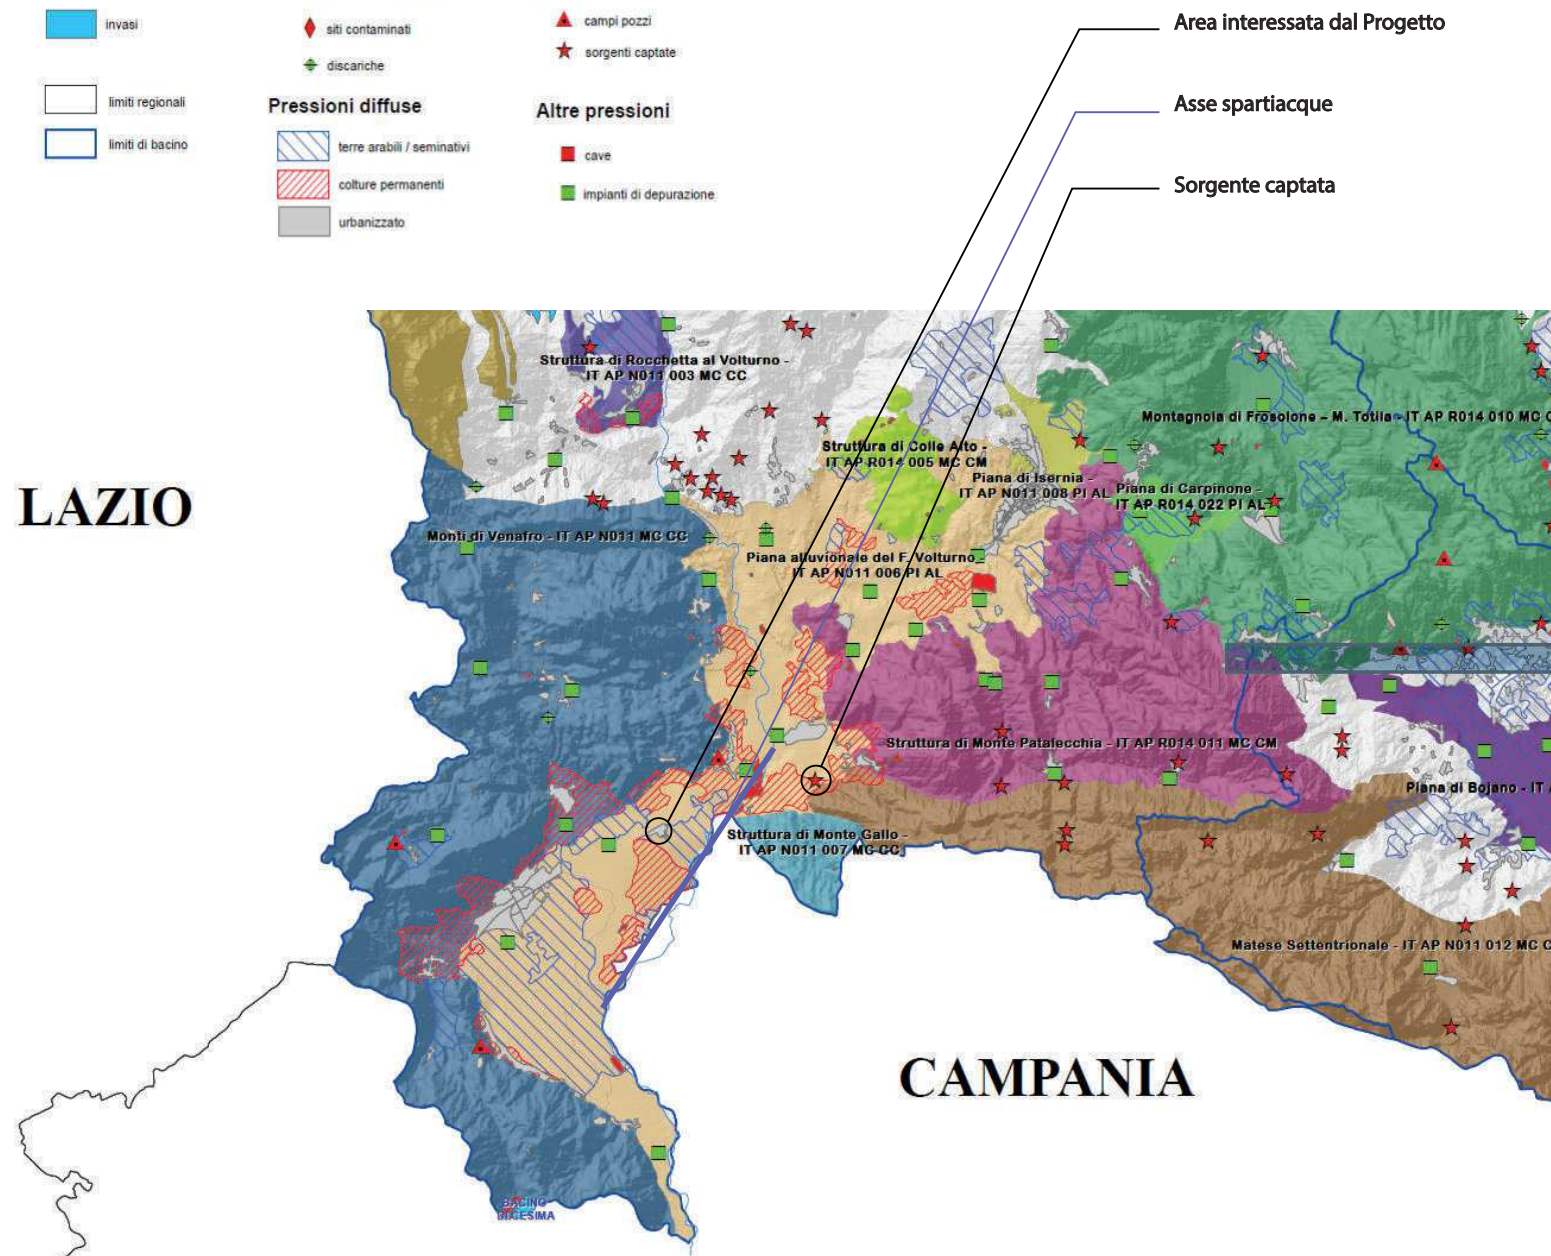 invasi
limiti regionali
limiti di bacino
siti contaminati
discariche
Pressioni diffuse
terre arabili / seminativi
colture permanenti
urbanizzato
campi pozzi
sorgenti captate
Altre pressioni
cave
impianti di depurazione
Area interessata dal Progetto
Asse spartiacque
Sorgente captata
Struttura di Rocchetta al Volturno -
IT AP N011 003 MC CC
Montagnola di Frosolone – M. Totila - IT AP R014 010 MC
Struttura di Colle Alto -
IT AP R014 005 MC CM
Piana di Isernia -
IT AP N011 008 PI AL
Piana di Carpinone -
IT AP R014 022 PI AL
LAZIO
Monti di Venafro - IT AP N011 MC CC
Piana alluvionale del F. Volturno -
IT AP N011 006 PI AL
Struttura di Monte Patalecchia - IT AP R014 011 MC CM
Piana di Bojano - IT
Struttura di Monte Gallo -
IT AP N011 007 MC CC
Matese Settentrionale - IT AP N011 012 MC
CAMPANIA
BACINO
DI CESIMA